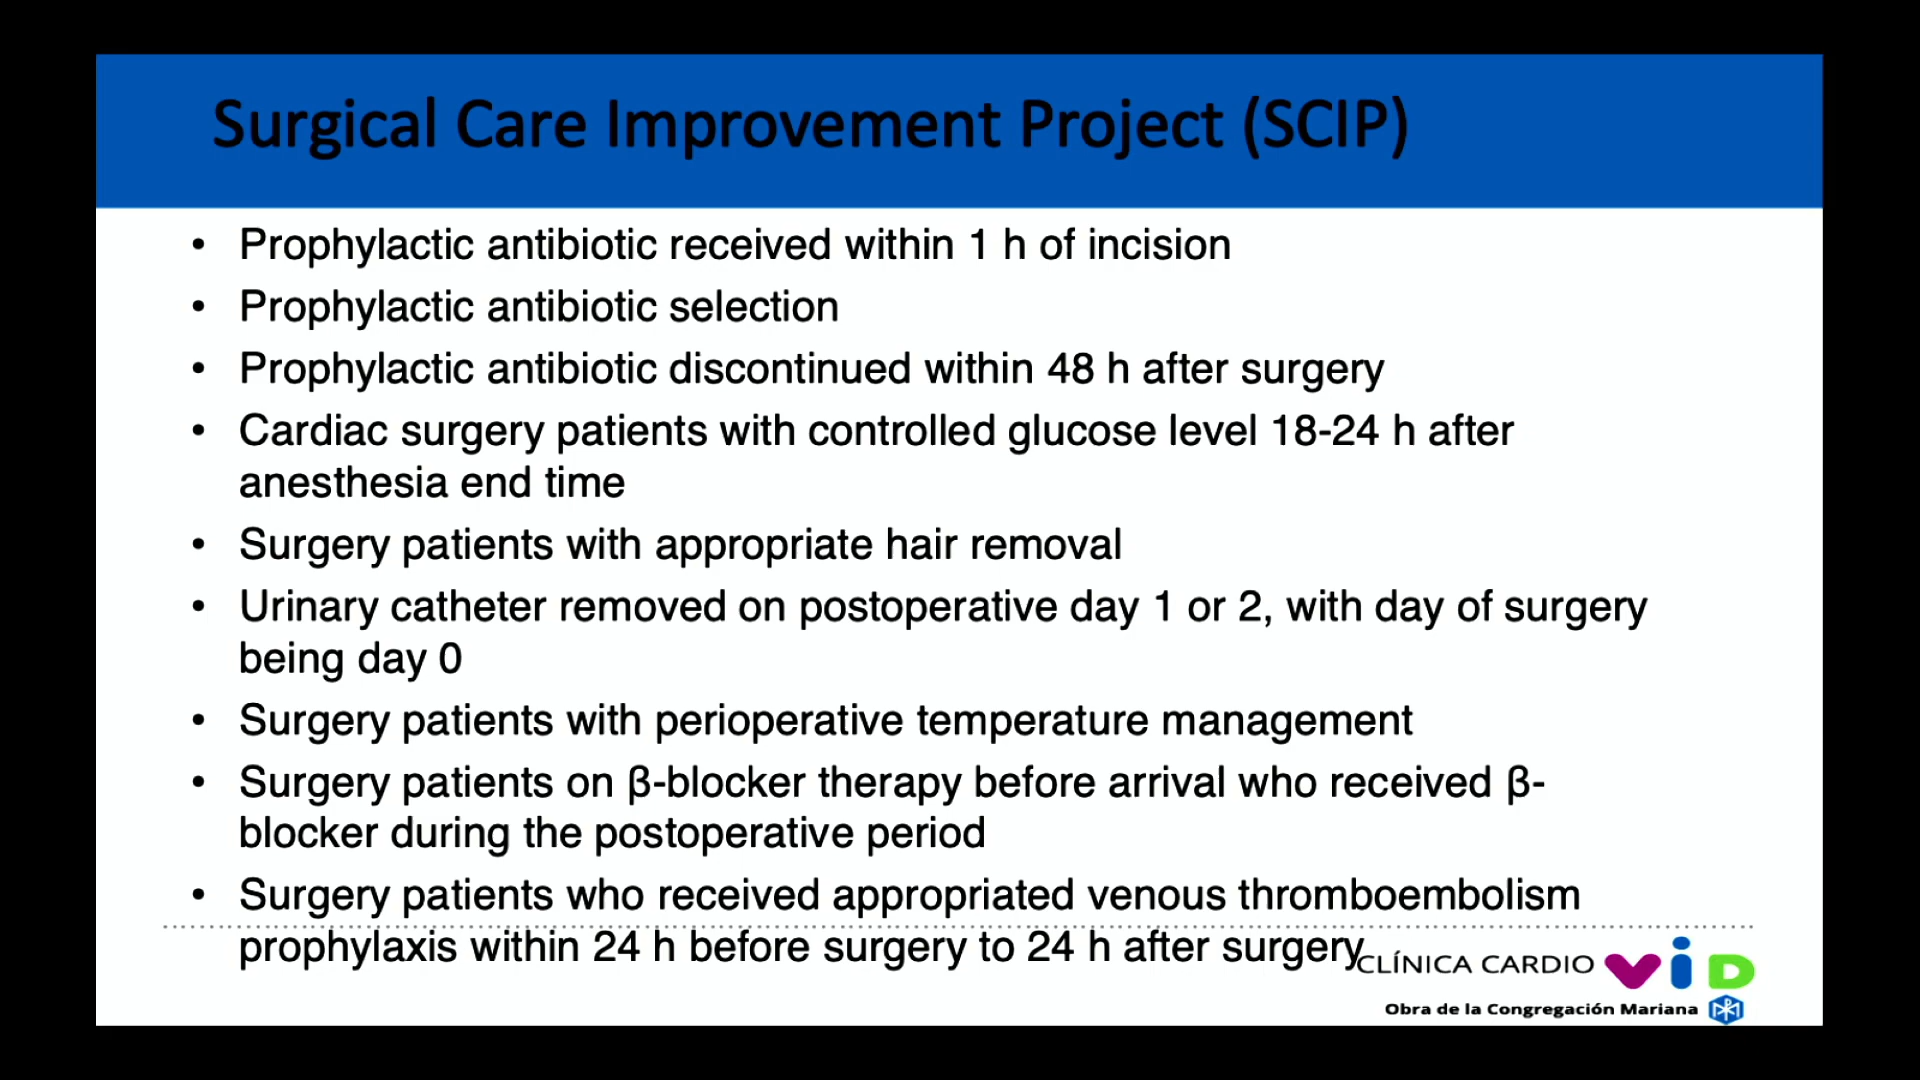 Surgical Care Improvement Project (SCIP)
• Prophylactic antibiotic received within 1 h of incision
• Prophylactic antibiotic selection
• Prophylactic antibiotic discontinued within 48 h after surgery
• Cardiac surgery patients with controlled glucose level 18-24 h after
anesthesia end time
• Surgery patients with appropriate hair removal
• Urinary catheter removed on postoperative day 1 or 2, with day of surgery
being day 0
• Surgery patients with perioperative temperature management
• Surgery patients on β-blocker therapy before arrival who received β-
blocker during the postoperative period
• Surgery patients who received appropriated venous thromboembolism
prophylaxis within 24 h before surgery to 24 h after surgery
CLÍNICA CARDIO VID
Obra de la Congregación Mariana